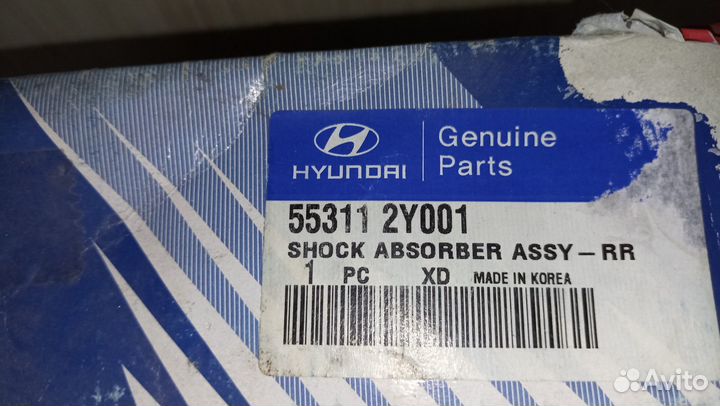 HYUNDAI
Genuine
Parts
55311 2Y001
SHOCK ABSORBER ASSY-RR
1 PC XD MADE IN KOREA
Avito